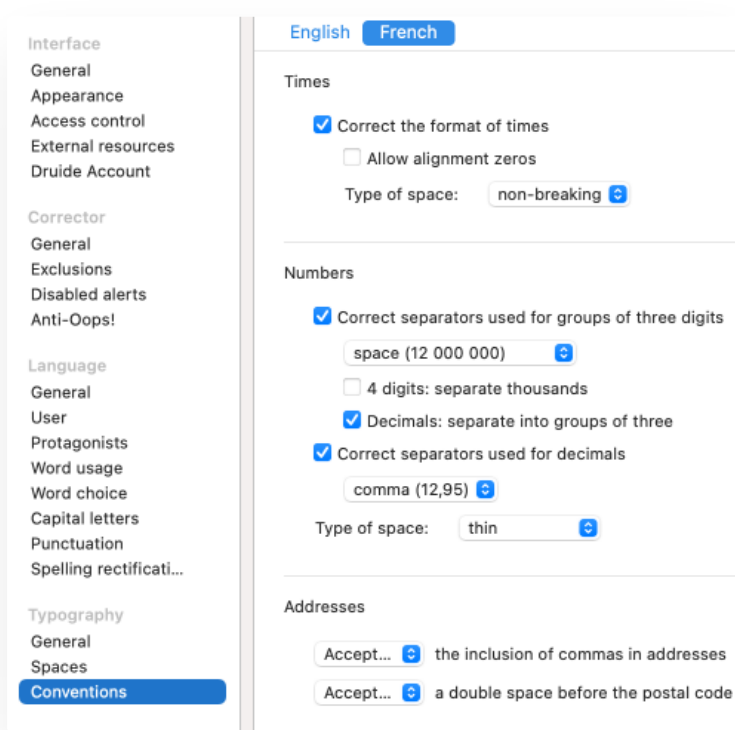 Interface
General
Appearance
Access control
External resources
Druide Account
Corrector
General
Exclusions
Disabled alerts
Anti-Oops!
Language
General
User
Protagonists
Word usage
Word choice
Capital letters
Punctuation
Spelling rectificati...
Typography
General
Spaces
Conventions
English French
Times
Correct the format of times
Allow alignment zeros
Type of space: non-breaking
Numbers
Correct separators used for groups of three digits
space (12 000 000)
4 digits: separate thousands
Decimals: separate into groups of three
Correct separators used for decimals
comma (12,95)
Type of space: thin
Addresses
Accept... the inclusion of commas in addresses
Accept... a double space before the postal code